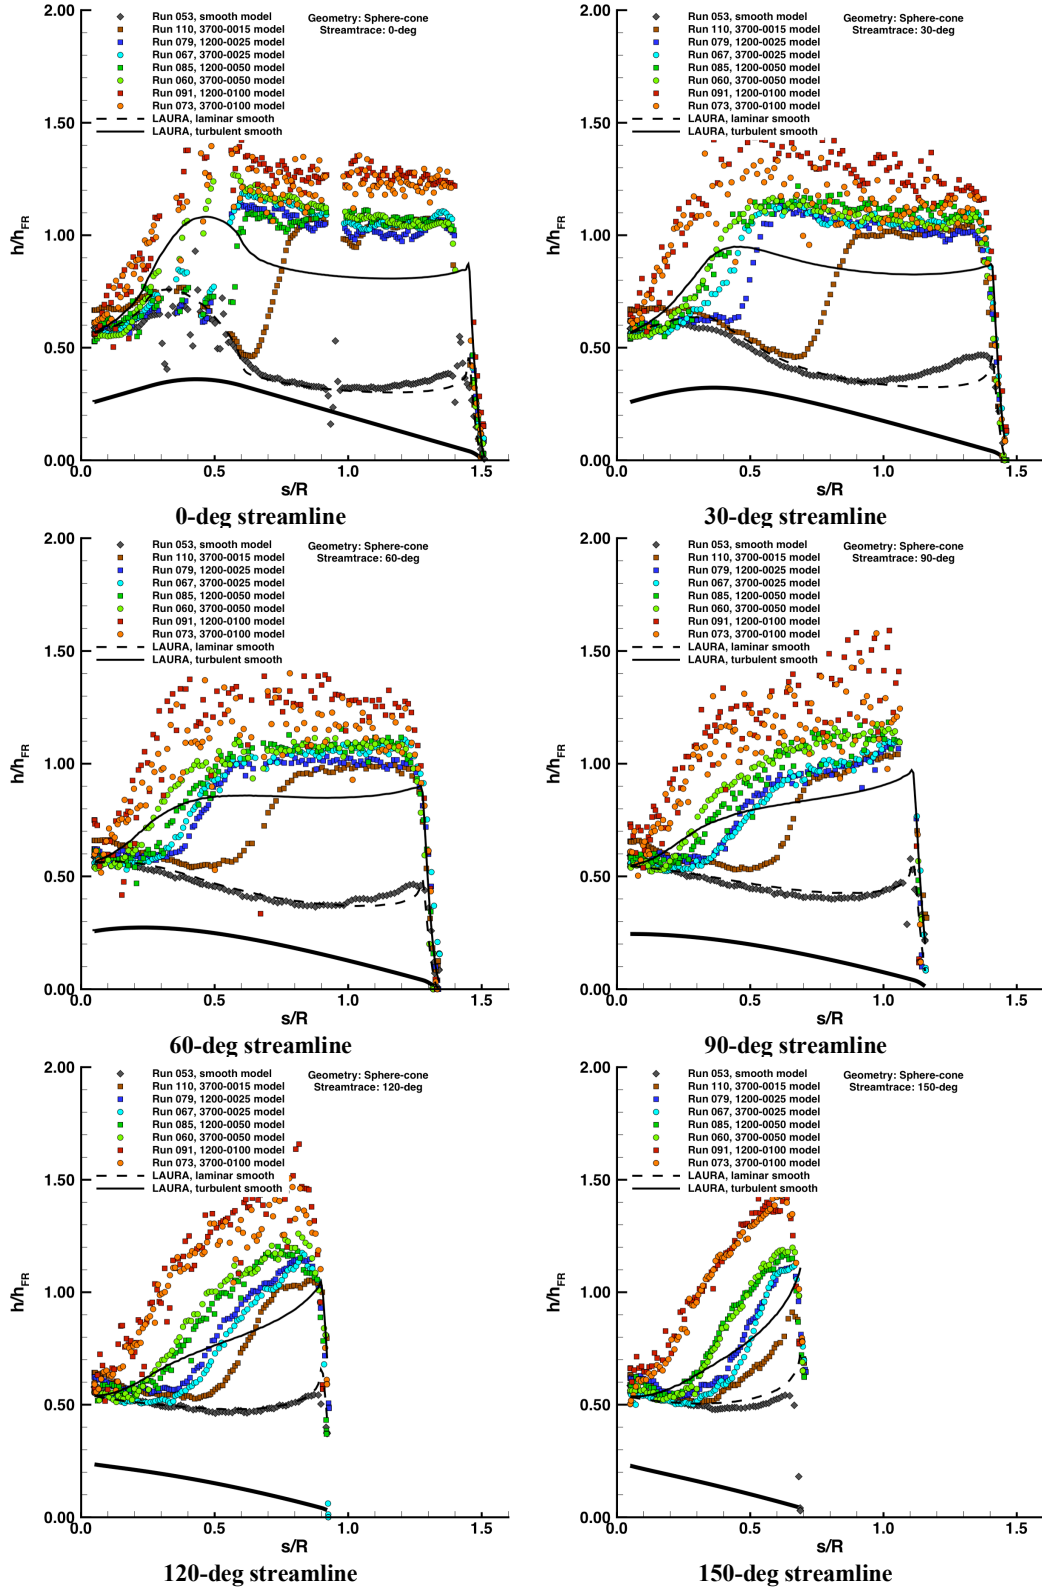 2.00
1.50
1.00
0.50
0.00
h/hFR
Run 053, smooth model
Run 110, 3700-0015 model
Run 079, 1200-0025 model
Run 067, 3700-0025 model
Run 085, 1200-0050 model
Run 060, 3700-0050 model
Run 091, 1200-0100 model
Run 073, 3700-0100 model
LAURA, laminar smooth
LAURA, turbulent smooth
Geometry: Sphere-cone
Streamtrace: 0-deg
0.0 0.5 1.0 1.5
s/R
0-deg streamline
2.00
1.50
1.00
0.50
0.00
h/hFR
Run 053, smooth model
Run 110, 3700-0015 model
Run 079, 1200-0025 model
Run 067, 3700-0025 model
Run 085, 1200-0050 model
Run 060, 3700-0050 model
Run 091, 1200-0100 model
Run 073, 3700-0100 model
LAURA, laminar smooth
LAURA, turbulent smooth
Geometry: Sphere-cone
Streamtrace: 30-deg
0.0 0.5 1.0 1.5
s/R
30-deg streamline
2.00
1.50
1.00
0.50
0.00
h/hFR
Run 053, smooth model
Run 110, 3700-0015 model
Run 079, 1200-0025 model
Run 067, 3700-0025 model
Run 085, 1200-0050 model
Run 060, 3700-0050 model
Run 091, 1200-0100 model
Run 073, 3700-0100 model
LAURA, laminar smooth
LAURA, turbulent smooth
Geometry: Sphere-cone
Streamtrace: 60-deg
0.0 0.5 1.0 1.5
s/R
60-deg streamline
2.00
1.50
1.00
0.50
0.00
h/hFR
Run 053, smooth model
Run 110, 3700-0015 model
Run 079, 1200-0025 model
Run 067, 3700-0025 model
Run 085, 1200-0050 model
Run 060, 3700-0050 model
Run 091, 1200-0100 model
Run 073, 3700-0100 model
LAURA, laminar smooth
LAURA, turbulent smooth
Geometry: Sphere-cone
Streamtrace: 90-deg
0.0 0.5 1.0 1.5
s/R
90-deg streamline
2.00
1.50
1.00
0.50
0.00
h/hFR
Run 053, smooth model
Run 110, 3700-0015 model
Run 079, 1200-0025 model
Run 067, 3700-0025 model
Run 085, 1200-0050 model
Run 060, 3700-0050 model
Run 091, 1200-0100 model
Run 073, 3700-0100 model
LAURA, laminar smooth
LAURA, turbulent smooth
Geometry: Sphere-cone
Streamtrace: 120-deg
0.0 0.5 1.0 1.5
s/R
120-deg streamline
2.00
1.50
1.00
0.50
0.00
h/hFR
Run 053, smooth model
Run 110, 3700-0015 model
Run 079, 1200-0025 model
Run 067, 3700-0025 model
Run 085, 1200-0050 model
Run 060, 3700-0050 model
Run 091, 1200-0100 model
Run 073, 3700-0100 model
LAURA, laminar smooth
LAURA, turbulent smooth
Geometry: Sphere-cone
Streamtrace: 150-deg
0.0 0.5 1.0 1.5
s/R
150-deg streamline